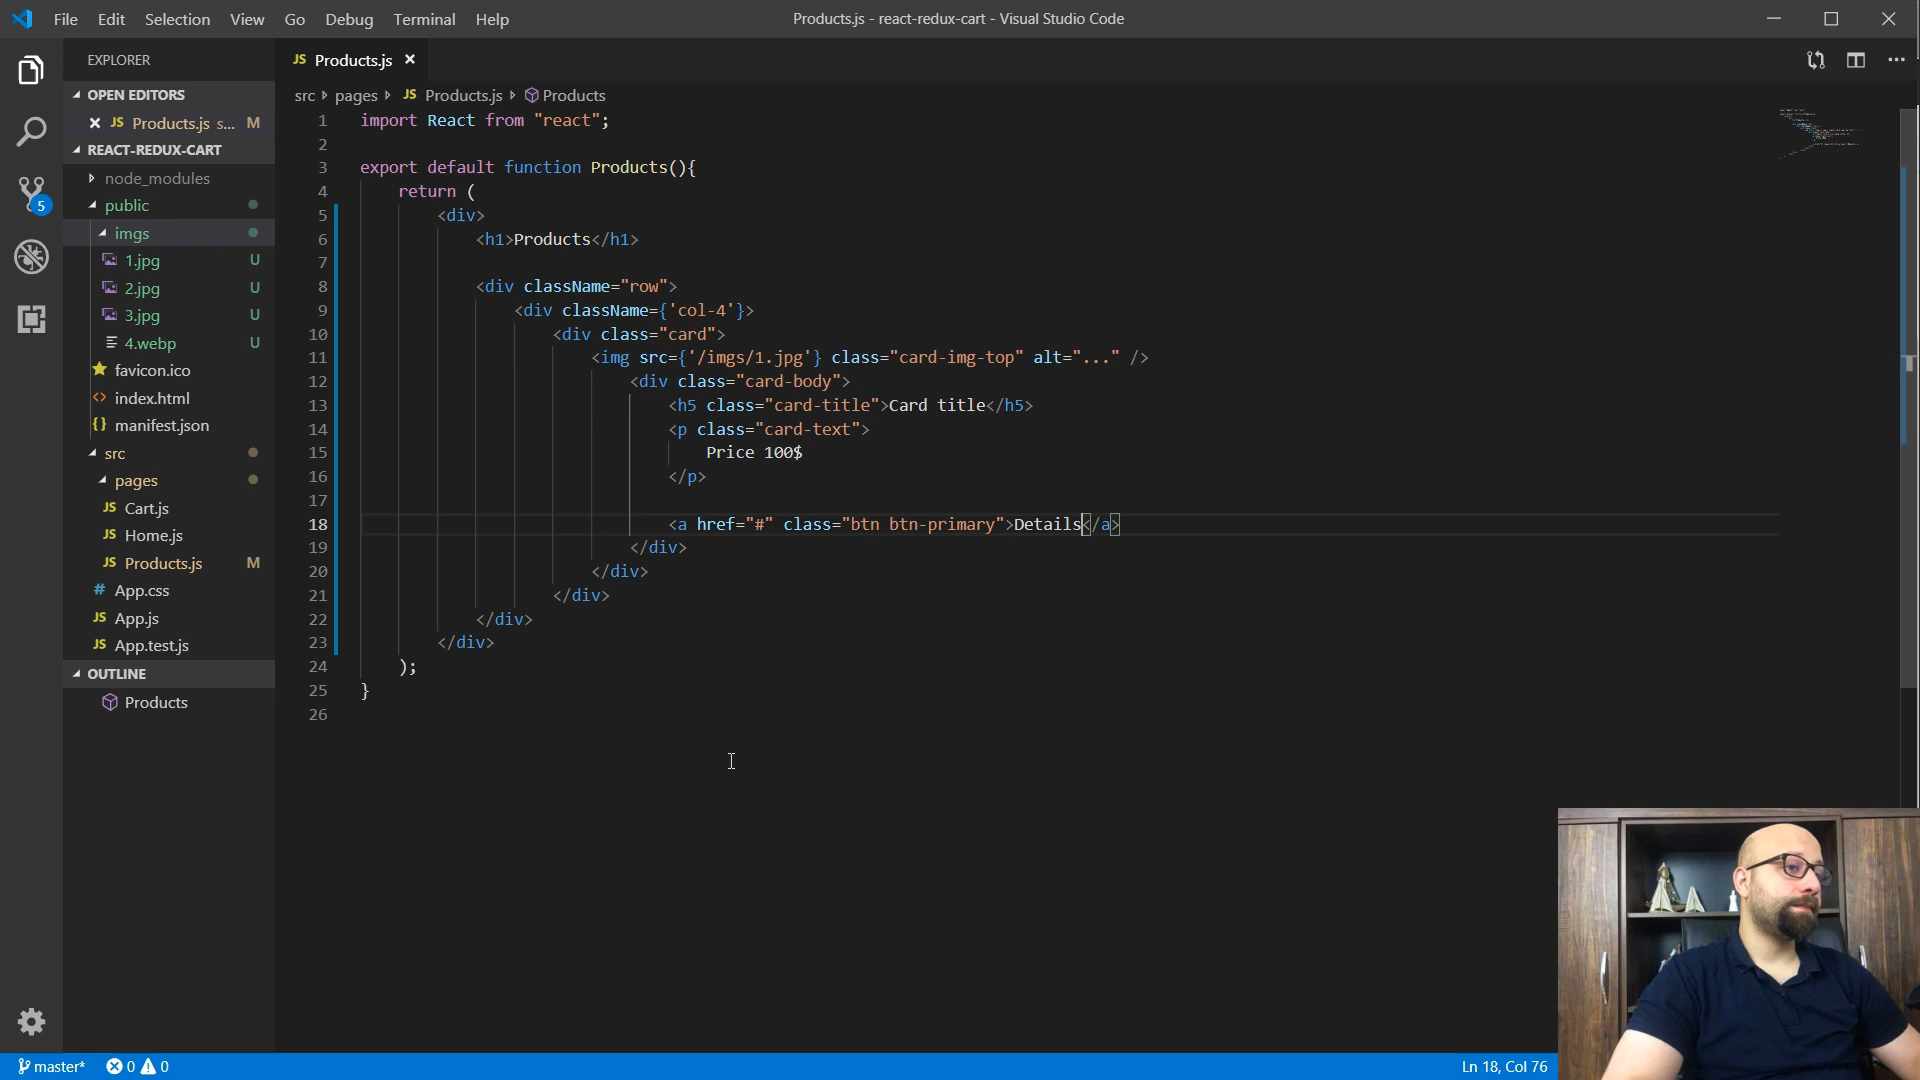 File Edit Selection View Go Debug Terminal Help
Products.js - react-redux-cart - Visual Studio Code
EXPLORER
OPEN EDITORS
JS Products.js s... M
REACT-REDUX-CART
node_modules
public
imgs
1.jpg U
2.jpg U
3.jpg U
4.webp U
favicon.ico
index.html
manifest.json
src
pages
JS Cart.js
JS Home.js
JS Products.js M
# App.css
JS App.js
JS App.test.js
OUTLINE
Products
JS Products.js
src pages JS Products.js Products
1 import React from "react";
2
3 export default function Products(){
4 return (
5 <div>
6 <h1>Products</h1>
7
8 <div className="row">
9 <div className={'col-4'}>
10 <div class="card">
11 <img src={'/imgs/1.jpg'} class="card-img-top" alt="..." />
12 <div class="card-body">
13 <h5 class="card-title">Card title</h5>
14 <p class="card-text">
15 Price 100$
16 </p>
17
18 <a href="#" class="btn btn-primary">Details</a>
19 </div>
20 </div>
21 </div>
22 </div>
23 </div>
24 );
25 }
26
5
master* 0 0
Ln 18, Col 76